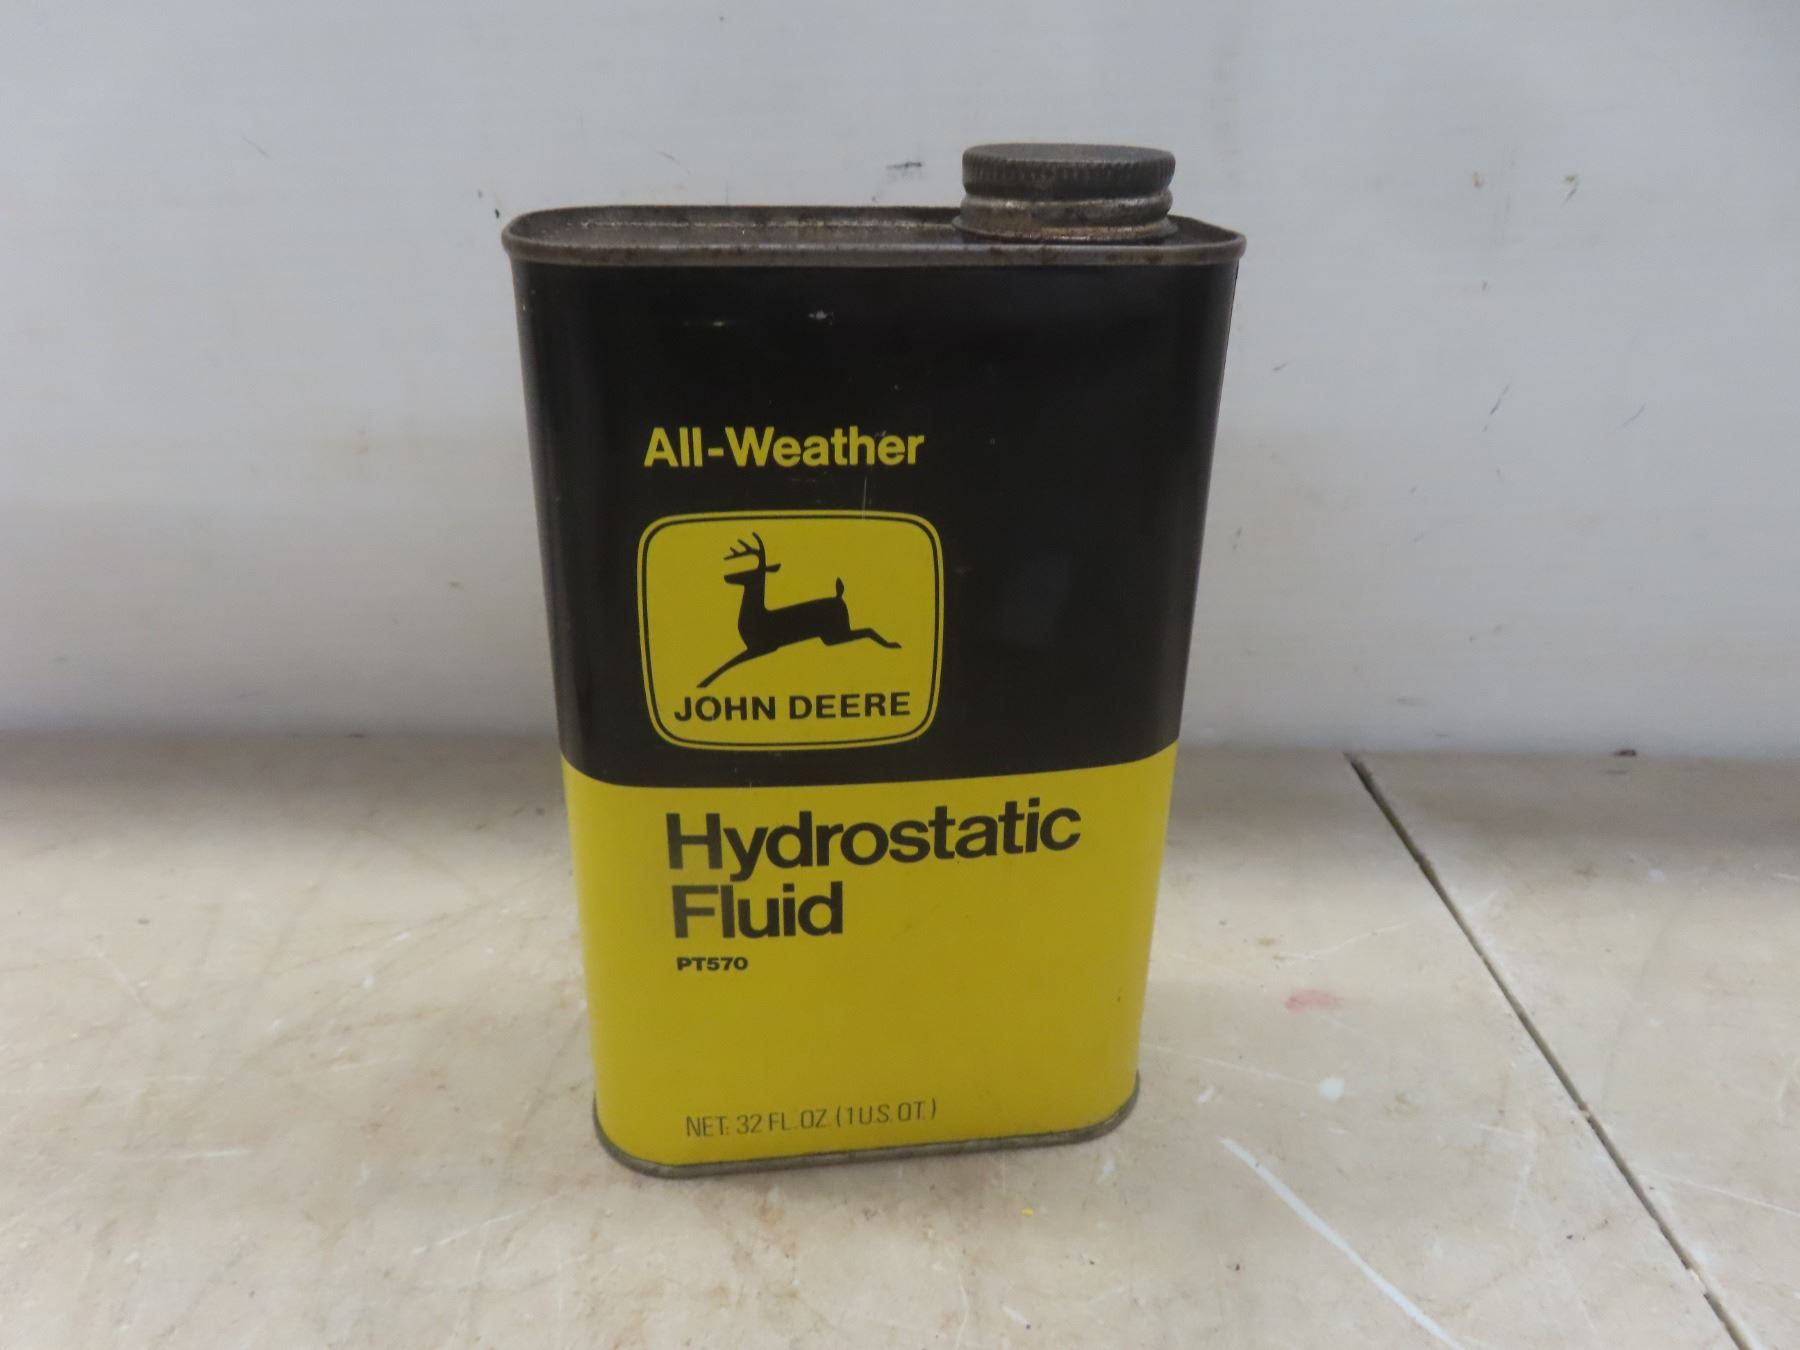 All-Weather
JOHN DEERE
Hydrostatic
Fluid
PT570
NET. 32 FL. OZ. (1 U.S. QT.)